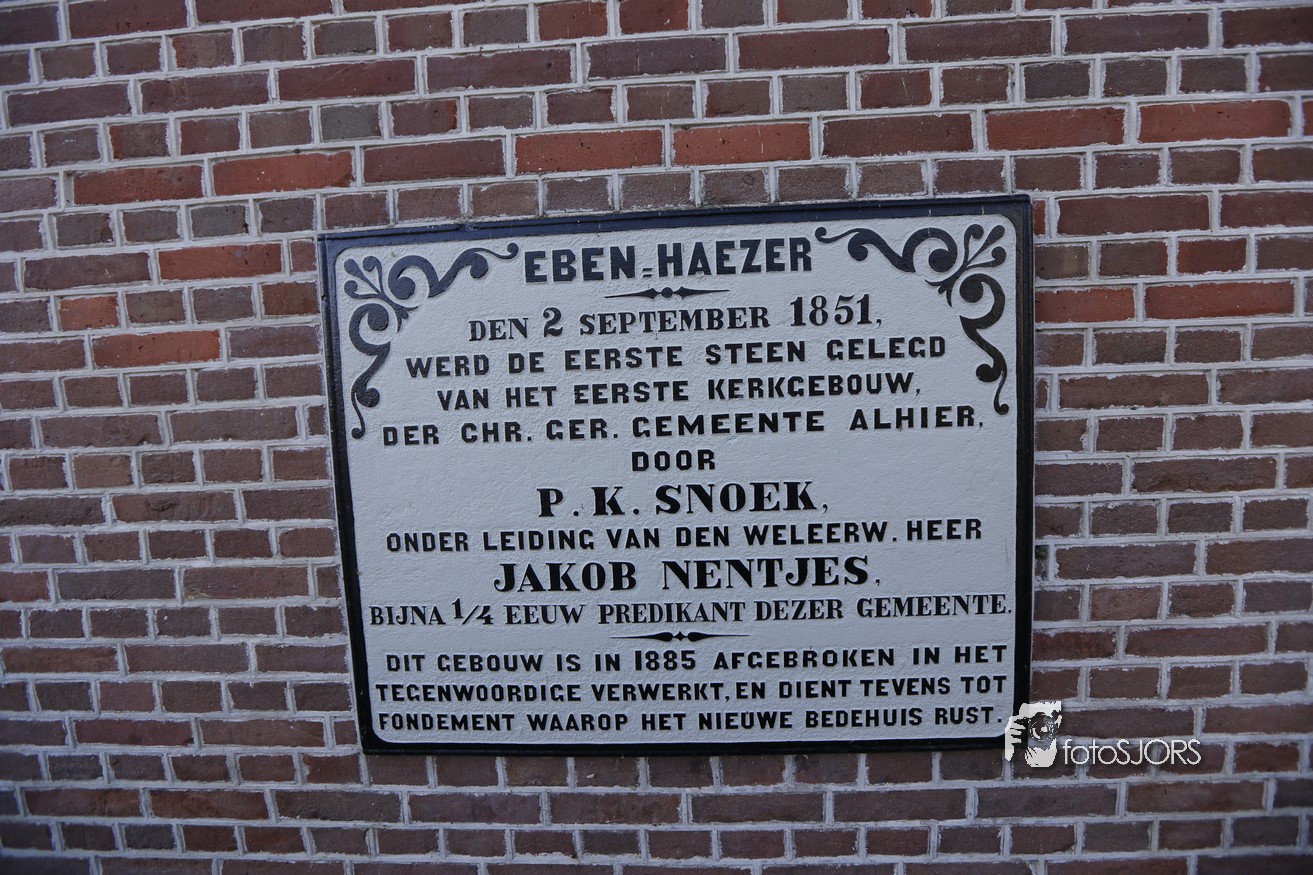 EBEN=HAEZER
DEN 2 SEPTEMBER 1851,
WERD DE EERSTE STEEN GELEGD
VAN HET EERSTE KERKGEBOUW,
DER CHR. GER. GEMEENTE ALHIER,
DOOR
P. K. SNOEK,
ONDER LEIDING VAN DEN WELEERW. HEER
JAKOB NENTJES,
BIJNA 1/4 EEUW PREDIKANT DEZER GEMEENTE.
DIT GEBOUW IS IN 1885 AFGEBROKEN IN HET
TEGENWOORDIGE VERWERKT, EN DIENT TEVENS TOT
FONDEMENT WAAROP HET NIEUWE BEDEHUIS RUST.
fotoSJORS